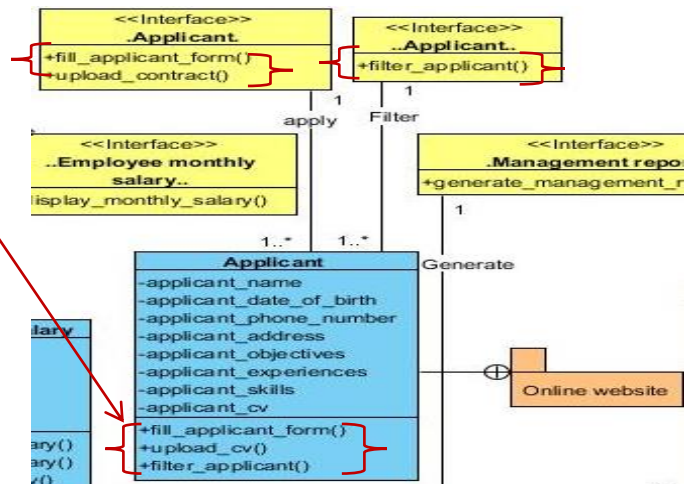 <<Interface>>
.Applicant.
+fill_applicant_form()
+upload_contract()
<<Interface>>
..Applicant..
+filter_applicant()
1
apply
1
Filter
<<Interface>>
..Employee monthly
salary..
display_monthly_salary()
<<Interface>>
.Management repo
+generate_management_
1
1..*
1..*
Generate
Applicant
-applicant_name
-applicant_date_of_birth
-applicant_phone_number
-applicant_address
-applicant_objectives
-applicant_experiences
-applicant_skills
-applicant_cv
+fill_applicant_form()
+upload_cv()
+filter_applicant()
Online website
lary
ary()
ary()